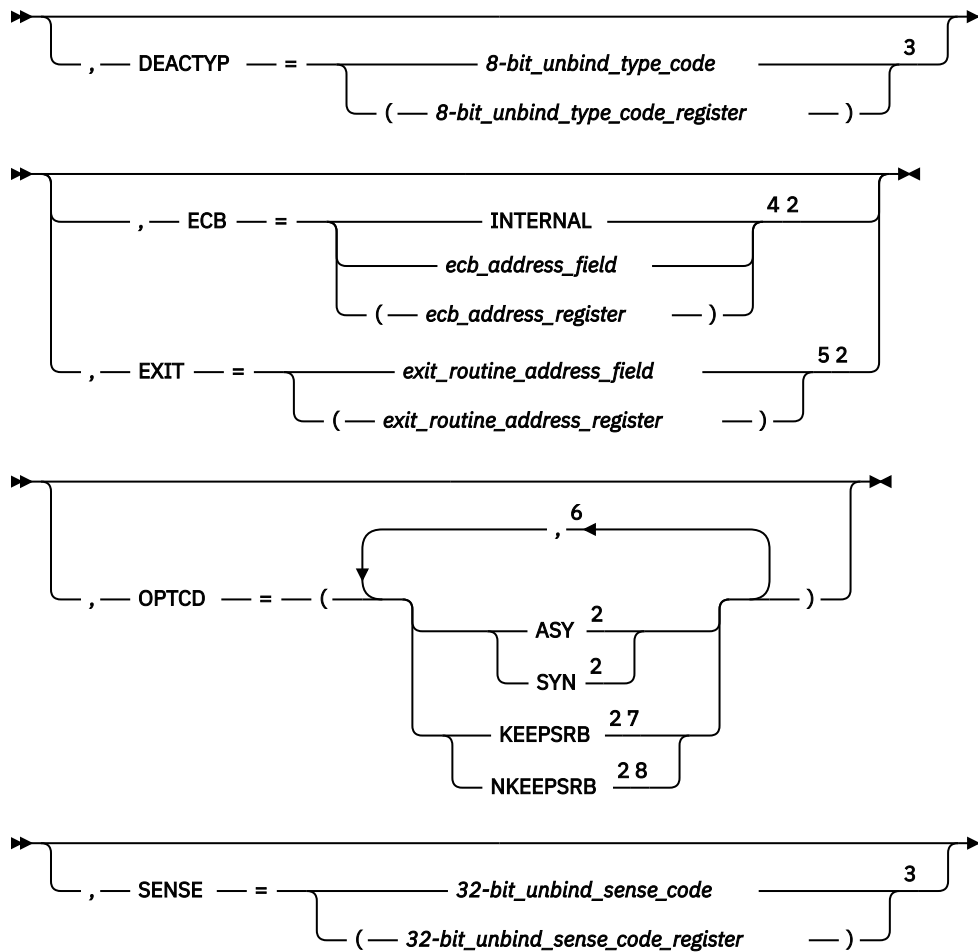 , DEACTYP = 8-bit_unbind_type_code 3
( 8-bit_unbind_type_code_register )
, ECB = INTERNAL 4 2
ecb_address_field
( ecb_address_register )
, EXIT = exit_routine_address_field 5 2
( exit_routine_address_register )
, 6
, OPTCD = ( )
ASY 2
SYN 2
KEEPSRB 2 7
NKEEPSRB 2 8
, SENSE = 32-bit_unbind_sense_code 3
( 32-bit_unbind_sense_code_register )